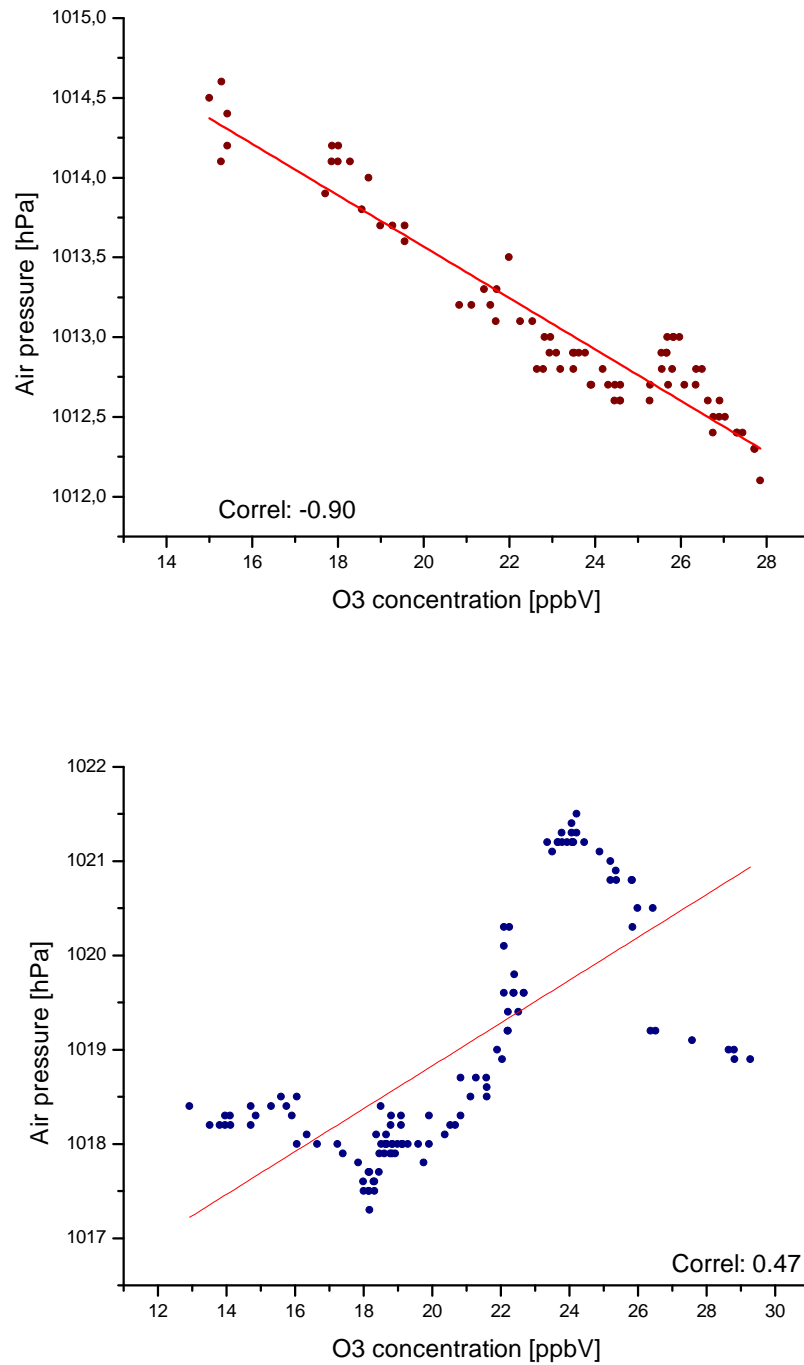 1015,0
1014,5
1014,0
1013,5
1013,0
1012,5
1012,0
Air pressure [hPa]
Correl: -0.90
14 16 18 20 22 24 26 28
O3 concentration [ppbV]
1022
1021
1020
1019
1018
1017
Air pressure [hPa]
Correl: 0.47
12 14 16 18 20 22 24 26 28 30
O3 concentration [ppbV]